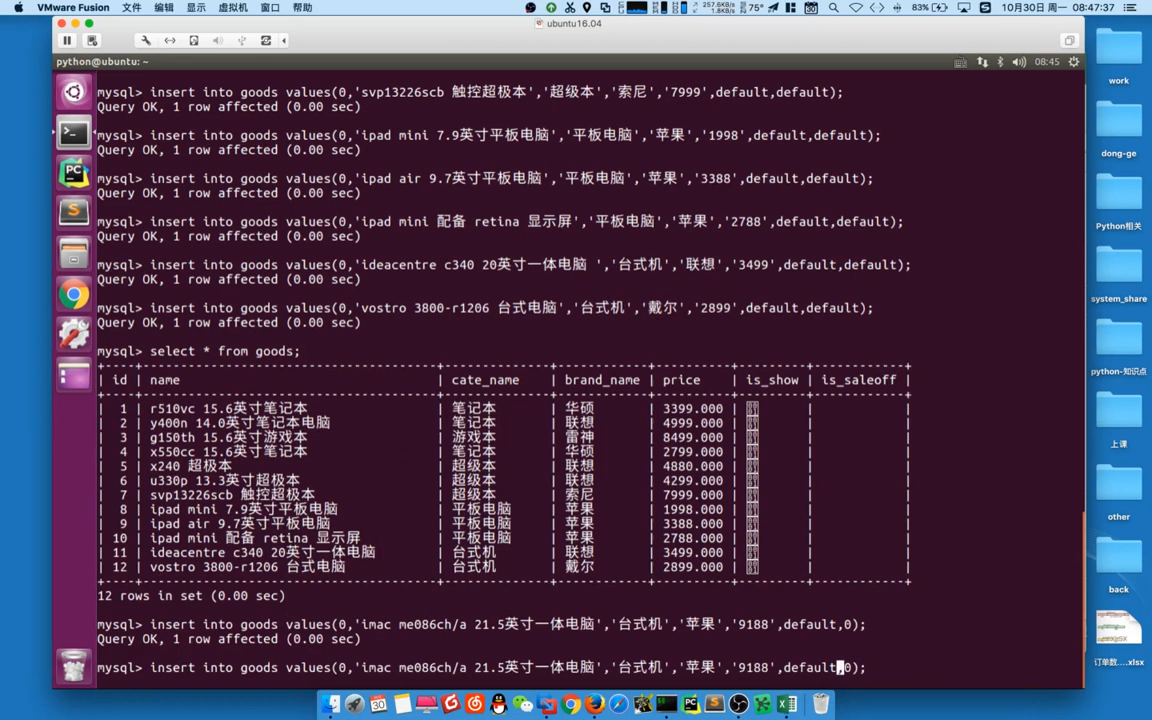 VMware Fusion 文件 编辑 显示 虚拟机 窗口 帮助 257.6KB/s 1.8KB/s 75° 83% 10月30日 周一 08:47:37
ubuntu16.04
python@ubuntu: ~ 08:45
mysql> insert into goods values(0,'svp13226scb 触控超极本','超级本','索尼','7999',default,default);
Query OK, 1 row affected (0.00 sec)
mysql> insert into goods values(0,'ipad mini 7.9英寸平板电脑','平板电脑','苹果','1998',default,default);
Query OK, 1 row affected (0.00 sec)
mysql> insert into goods values(0,'ipad air 9.7英寸平板电脑','平板电脑','苹果','3388',default,default);
Query OK, 1 row affected (0.00 sec)
mysql> insert into goods values(0,'ipad mini 配备 retina 显示屏','平板电脑','苹果','2788',default,default);
Query OK, 1 row affected (0.00 sec)
mysql> insert into goods values(0,'ideacentre c340 20英寸一体电脑 ','台式机','联想','3499',default,default);
Query OK, 1 row affected (0.00 sec)
mysql> insert into goods values(0,'vostro 3800-r1206 台式电脑','台式机','戴尔','2899',default,default);
Query OK, 1 row affected (0.00 sec)
mysql> select * from goods;
| id | name | cate_name | brand_name | price | is_show | is_saleoff |
| 1 | r510vc 15.6英寸笔记本 | 笔记本 | 华硕 | 3399.000 | | |
| 2 | y400n 14.0英寸笔记本电脑 | 笔记本 | 联想 | 4999.000 | | |
| 3 | g150th 15.6英寸游戏本 | 游戏本 | 雷神 | 8499.000 | | |
| 4 | x550cc 15.6英寸笔记本 | 笔记本 | 华硕 | 2799.000 | | |
| 5 | x240 超极本 | 超级本 | 联想 | 4880.000 | | |
| 6 | u330p 13.3英寸超极本 | 超级本 | 联想 | 4299.000 | | |
| 7 | svp13226scb 触控超极本 | 超级本 | 索尼 | 7999.000 | | |
| 8 | ipad mini 7.9英寸平板电脑 | 平板电脑 | 苹果 | 1998.000 | | |
| 9 | ipad air 9.7英寸平板电脑 | 平板电脑 | 苹果 | 3388.000 | | |
| 10 | ipad mini 配备 retina 显示屏 | 平板电脑 | 苹果 | 2788.000 | | |
| 11 | ideacentre c340 20英寸一体电脑 | 台式机 | 联想 | 3499.000 | | |
| 12 | vostro 3800-r1206 台式电脑 | 台式机 | 戴尔 | 2899.000 | | |
12 rows in set (0.00 sec)
mysql> insert into goods values(0,'imac me086ch/a 21.5英寸一体电脑','台式机','苹果','9188',default,0);
Query OK, 1 row affected (0.00 sec)
mysql> insert into goods values(0,'imac me086ch/a 21.5英寸一体电脑','台式机','苹果','9188',default,0);
work
dong-ge
Python相关
system_share
python-知识点
上课
other
back
订单数....xlsx